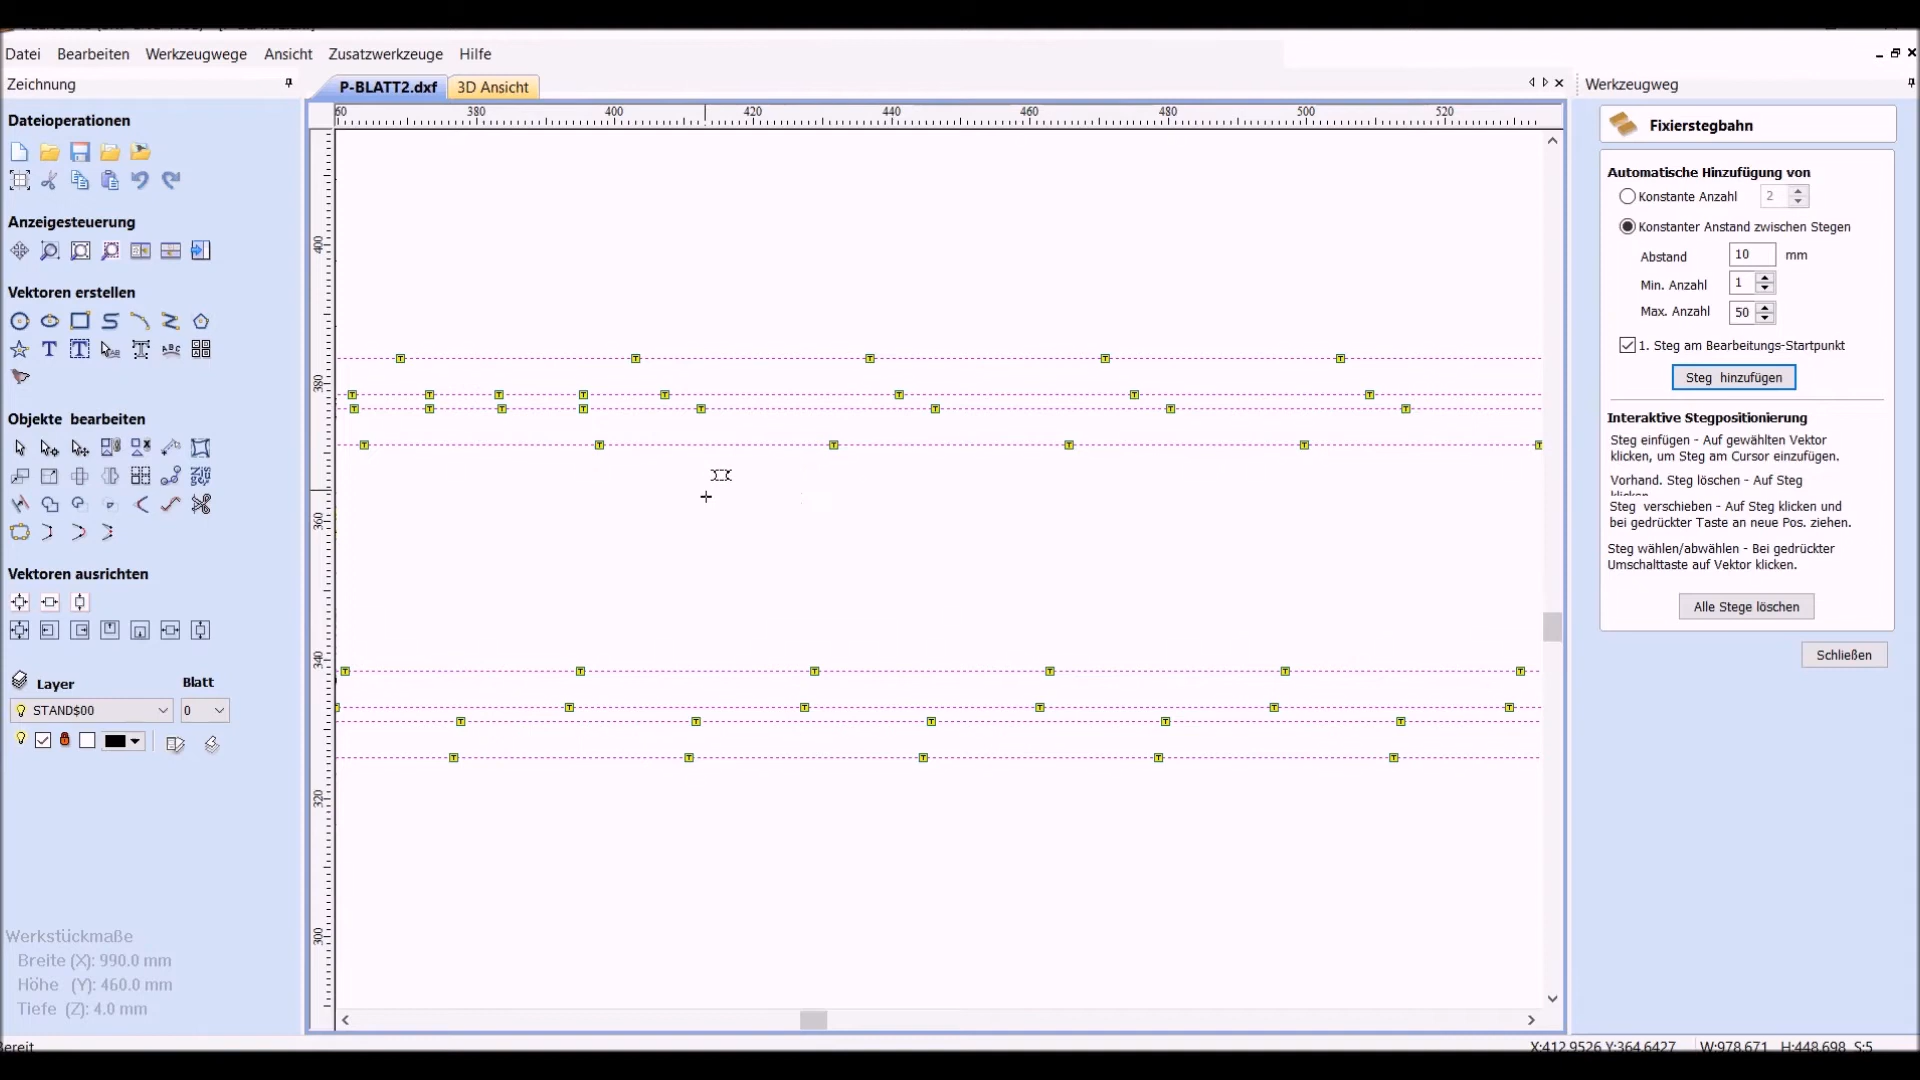 Datei Bearbeiten Werkzeugwege Ansicht Zusatzwerkzeuge Hilfe
Zeichnung
P-BLATT2.dxf 3D Ansicht
Werkzeugweg
60 380 400 420 440 460 480 500 520
400
380
360
340
320
300
Dateioperationen
Anzeigesteuerung
Vektoren erstellen
Objekte bearbeiten
Vektoren ausrichten
Layer Blatt
STAND$00 0
Werkstückmaße
Breite (X): 990.0 mm
Höhe (Y): 460.0 mm
Tiefe (Z): 4.0 mm
Fixierstegbahn
Automatische Hinzufügung von
Konstante Anzahl 2
Konstanter Anstand zwischen Stegen
Abstand 10 mm
Min. Anzahl 1
Max. Anzahl 50
1. Steg am Bearbeitungs-Startpunkt
Steg hinzufügen
Interaktive Stegpositionierung
Steg einfügen - Auf gewählten Vektor
klicken, um Steg am Cursor einzufügen.
Vorhand. Steg löschen - Auf Steg
klicken
Steg verschieben - Auf Steg klicken und
bei gedrückter Taste an neue Pos. ziehen.
Steg wählen/abwählen - Bei gedrückter
Umschalttaste auf Vektor klicken.
Alle Stege löschen
Schließen
Bereit
X:412.9526 Y:364.6427 W:978.671 H:448.698 S:5